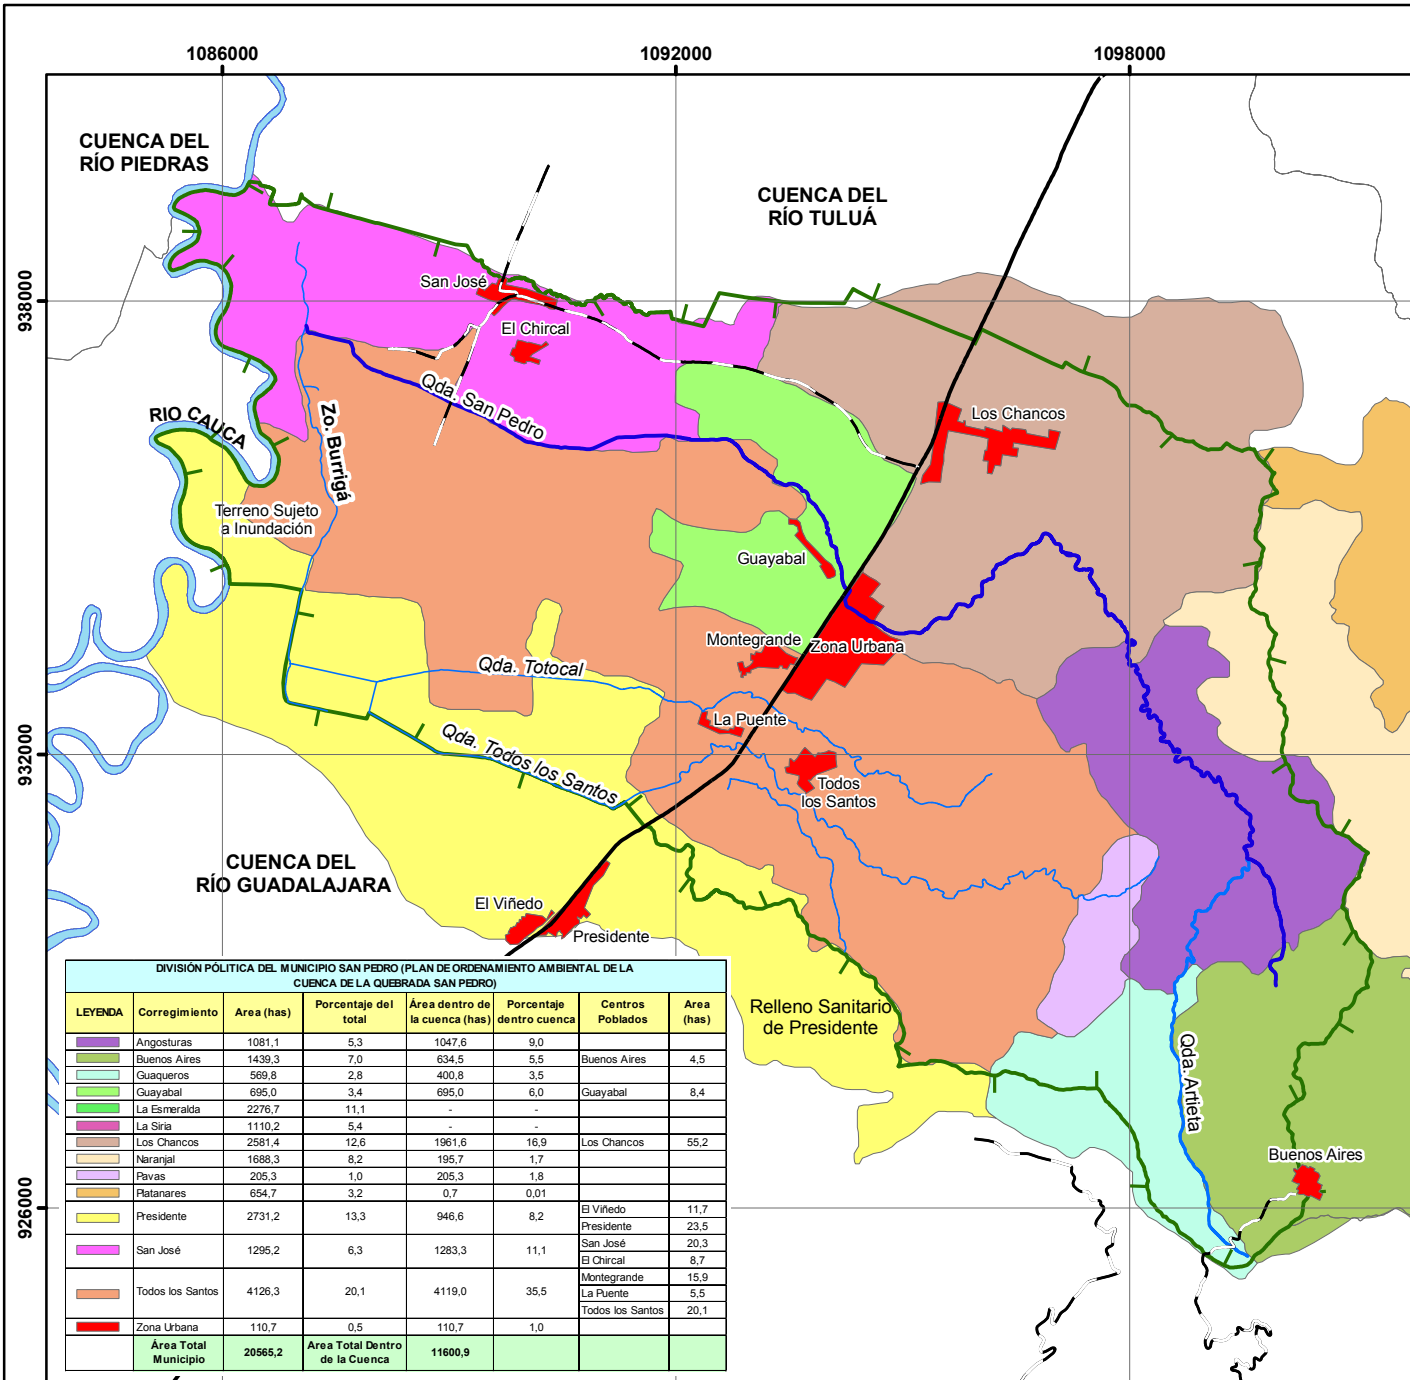 1086000
1092000
1098000
CUENCA DEL
RÍO PIEDRAS
CUENCA DEL
RÍO TULUÁ
938000
San José
El Chircal
Qda. San Pedro
RIO CAUCA
Zo. Burrigá
Los Chancos
Terreno Sujeto
a Inundación
Guayabal
Montegrande
Zona Urbana
Qda. Totocal
La Puente
932000
Qda. Todos los Santos
Todos
los Santos
CUENCA DEL
RÍO GUADALAJARA
El Viñedo
Presidente
Relleno Sanitario
de Presidente
Qda. Artieta
Buenos Aires
926000
DIVISIÓN PÓLITICA DEL MUNICIPIO SAN PEDRO (PLAN DE ORDENAMIENTO AMBIENTAL DE LA
CUENCA DE LA QUEBRADA SAN PEDRO)
LEYENDA Corregimiento Area (has) Porcentaje del total Área dentro de la cuenca (has) Porcentaje dentro cuenca Centros Poblados Area (has)
Angosturas 1081,1 5,3 1047,6 9,0
Buenos Aires 1439,3 7,0 634,5 5,5 Buenos Aires 4,5
Guaqueros 569,8 2,8 400,8 3,5
Guayabal 695,0 3,4 695,0 6,0 Guayabal 8,4
La Esmeralda 2276,7 11,1 - -
La Siria 1110,2 5,4 - -
Los Chancos 2581,4 12,6 1961,6 16,9 Los Chancos 55,2
Naranjal 1688,3 8,2 195,7 1,7
Pavas 205,3 1,0 205,3 1,8
Platanares 654,7 3,2 0,7 0,01
Presidente 2731,2 13,3 946,6 8,2 El Viñedo 11,7
Presidente 23,5
San José 1295,2 6,3 1283,3 11,1 San José 20,3
El Chircal 8,7
Todos los Santos 4126,3 20,1 4119,0 35,5 Montegrande 15,9
La Puente 5,5
Todos los Santos 20,1
Zona Urbana 110,7 0,5 110,7 1,0
Área Total Municipio 20565,2 Area Total Dentro de la Cuenca 11600,9